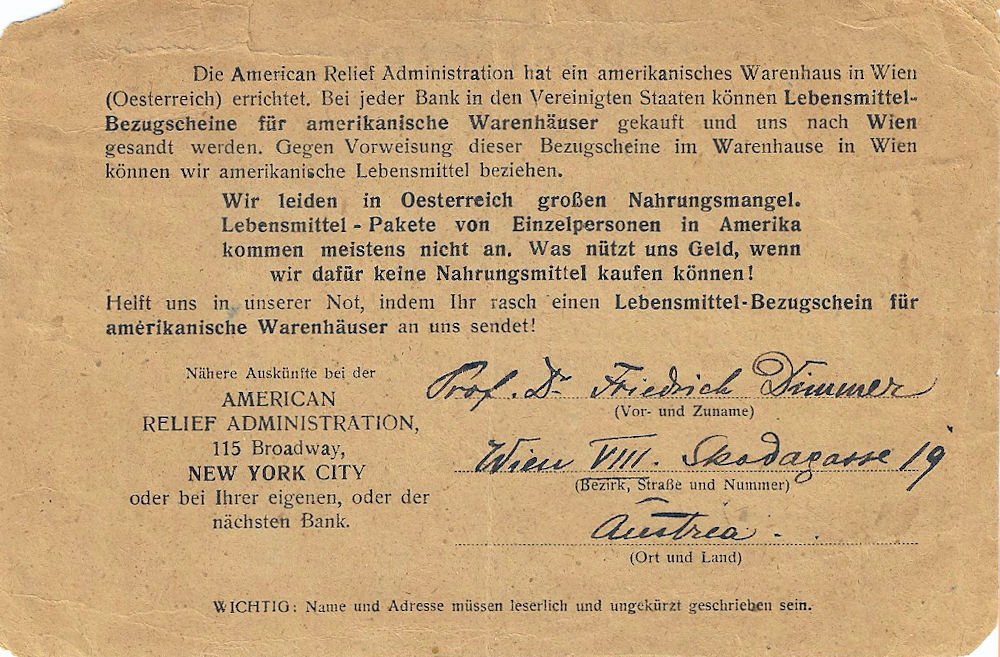 Die American Relief Administration hat ein amerikanisches Warenhaus in Wien
(Oesterreich) errichtet. Bei jeder Bank in den Vereinigten Staaten können Lebensmittel-
Bezugscheine für amerikanische Warenhäuser gekauft und uns nach Wien
gesandt werden. Gegen Vorweisung dieser Bezugscheine im Warenhause in Wien
können wir amerikanische Lebensmittel beziehen.
Wir leiden in Oesterreich großen Nahrungsmangel.
Lebensmittel - Pakete von Einzelpersonen in Amerika
kommen meistens nicht an. Was nützt uns Geld, wenn
wir dafür keine Nahrungsmittel kaufen können!
Helft uns in unserer Not, indem Ihr rasch einen Lebensmittel-Bezugschein für
amerikanische Warenhäuser an uns sendet!
Nähere Auskünfte bei der
AMERICAN
RELIEF ADMINISTRATION,
115 Broadway,
NEW YORK CITY
oder bei Ihrer eigenen, oder der
nächsten Bank.
Prof. Dr Friedrich Dimmer
(Vor- und Zuname)
Wien VIII. Skodagasse 19
(Bezirk, Straße und Nummer)
Austria.
(Ort und Land)
WICHTIG: Name und Adresse müssen leserlich und ungekürzt geschrieben sein.